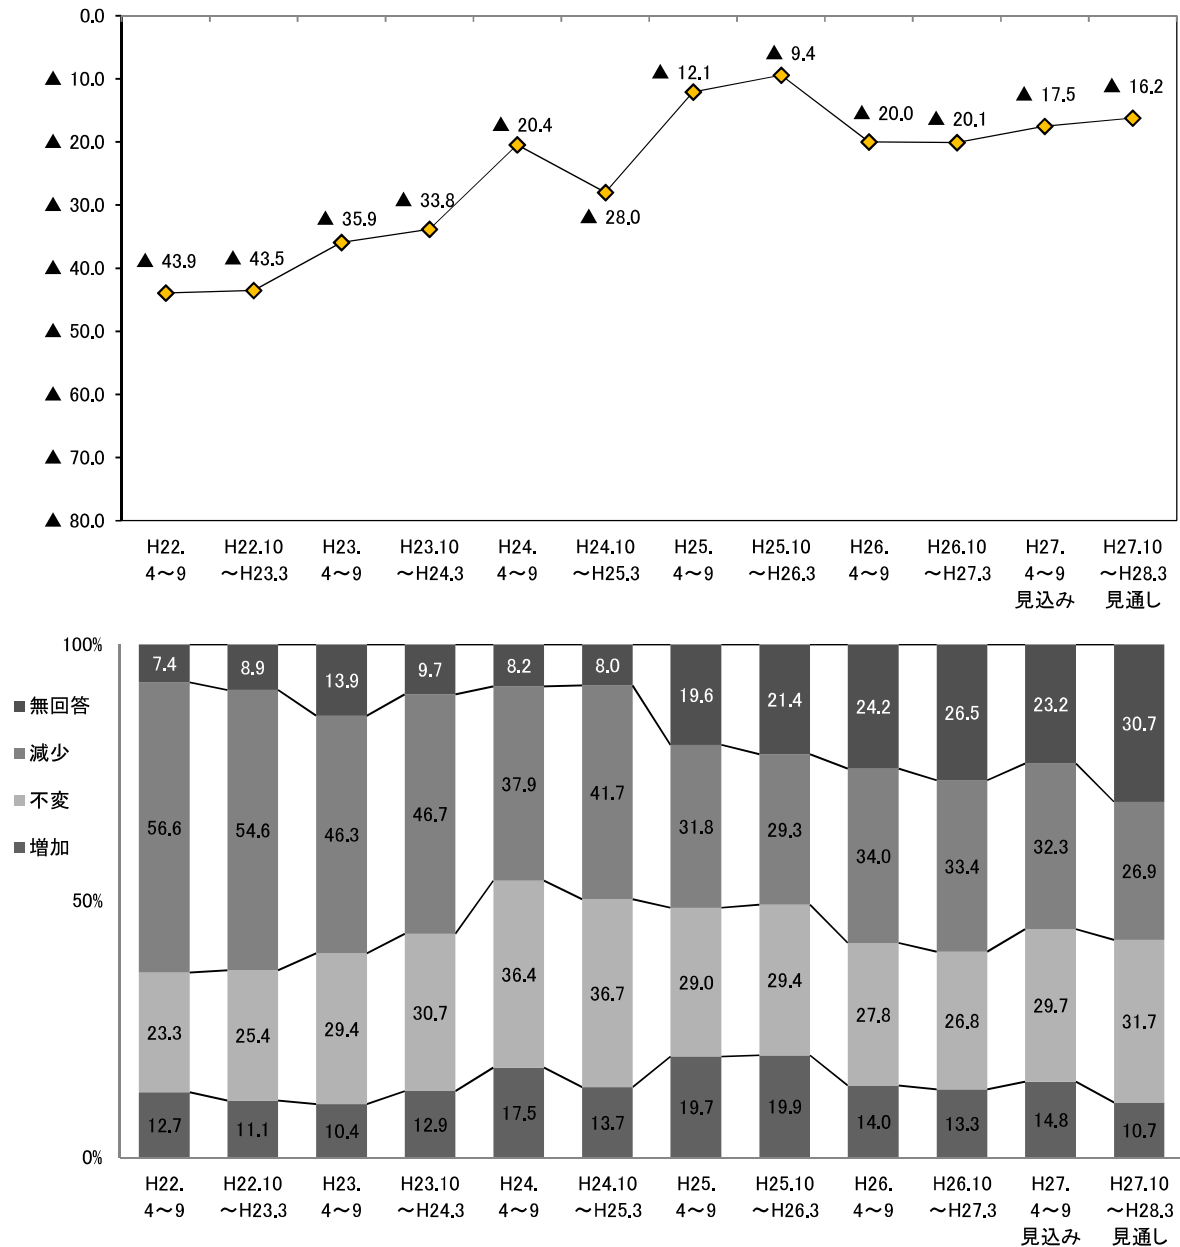 0.0
▲ 10.0
▲ 20.0
▲ 30.0
▲ 40.0
▲ 50.0
▲ 60.0
▲ 70.0
▲ 80.0
▲ 43.9
▲ 43.5
▲ 35.9
▲ 33.8
▲ 20.4
▲ 28.0
▲ 12.1
▲ 9.4
▲ 20.0
▲ 20.1
▲ 17.5
▲ 16.2
H22. H22.10 H23. H23.10 H24. H24.10 H25. H25.10 H26. H26.10 H27. H27.10
4～9 ～H23.3 4～9 ～H24.3 4～9 ～H25.3 4～9 ～H26.3 4～9 ～H27.3 4～9 ～H28.3
見込み 見通し
100%
50%
0%
■無回答
■減少
■不変
■増加
7.4 8.9 13.9 9.7 8.2 8.0 19.6 21.4 24.2 26.5 23.2 30.7
56.6 54.6 46.3 46.7 37.9 41.7 31.8 29.3 34.0 33.4 32.3 26.9
23.3 25.4 29.4 30.7 36.4 36.7 29.0 29.4 27.8 26.8 29.7 31.7
12.7 11.1 10.4 12.9 17.5 13.7 19.7 19.9 14.0 13.3 14.8 10.7
H22. H22.10 H23. H23.10 H24. H24.10 H25. H25.10 H26. H26.10 H27. H27.10
4～9 ～H23.3 4～9 ～H24.3 4～9 ～H25.3 4～9 ～H26.3 4～9 ～H27.3 4～9 ～H28.3
見込み 見通し